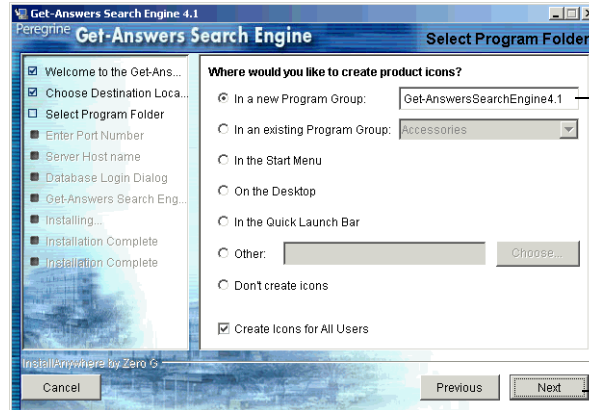 Get-Answers Search Engine 4.1
Peregrine Get-Answers Search Engine
Select Program Folder
Welcome to the Get-Ans...
Choose Destination Loca...
Select Program Folder
Enter Port Number
Server Host name
Database Login Dialog
Get-Answers Search Eng...
Installing...
Installation Complete
Installation Complete
Where would you like to create product icons?
In a new Program Group: Get-AnswersSearchEngine4.1
In an existing Program Group: Accessories
In the Start Menu
On the Desktop
In the Quick Launch Bar
Other: Choose...
Don't create icons
Create Icons for All Users
InstallAnywhere by Zero G
Cancel Previous Next